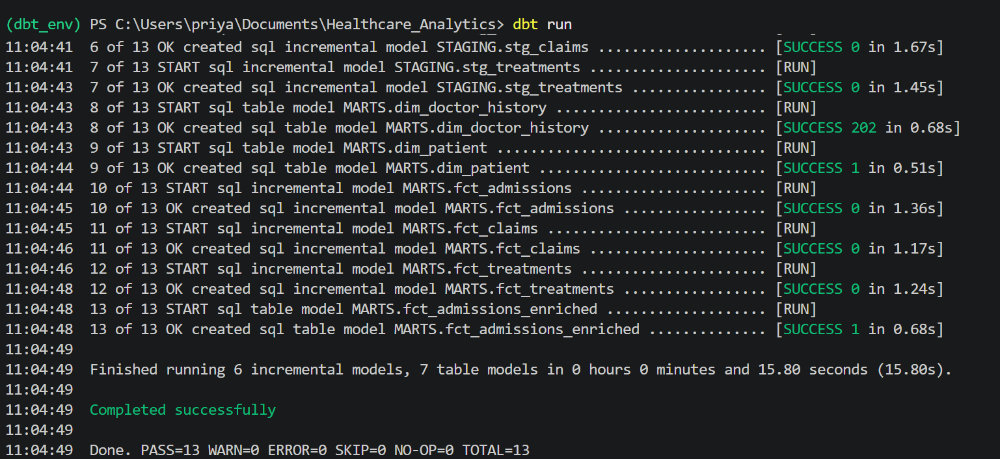 (dbt_env) PS C:\Users\priya\Documents\Healthcare_Analytics> dbt run
11:04:41  6 of 13 OK created sql incremental model STAGING.stg_claims .................... [SUCCESS 0 in 1.67s]
11:04:41  7 of 13 START sql incremental model STAGING.stg_treatments ..................... [RUN]
11:04:43  7 of 13 OK created sql incremental model STAGING.stg_treatments ................ [SUCCESS 0 in 1.45s]
11:04:43  8 of 13 START sql table model MARTS.dim_doctor_history ......................... [RUN]
11:04:43  8 of 13 OK created sql table model MARTS.dim_doctor_history .................... [SUCCESS 202 in 0.68s]
11:04:43  9 of 13 START sql table model MARTS.dim_patient ................................ [RUN]
11:04:44  9 of 13 OK created sql table model MARTS.dim_patient ........................... [SUCCESS 1 in 0.51s]
11:04:44  10 of 13 START sql incremental model MARTS.fct_admissions ...................... [RUN]
11:04:45  10 of 13 OK created sql incremental model MARTS.fct_admissions ................. [SUCCESS 0 in 1.36s]
11:04:45  11 of 13 START sql incremental model MARTS.fct_claims .......................... [RUN]
11:04:46  11 of 13 OK created sql incremental model MARTS.fct_claims ..................... [SUCCESS 0 in 1.17s]
11:04:46  12 of 13 START sql incremental model MARTS.fct_treatments ...................... [RUN]
11:04:48  12 of 13 OK created sql incremental model MARTS.fct_treatments ................. [SUCCESS 0 in 1.24s]
11:04:48  13 of 13 START sql table model MARTS.fct_admissions_enriched ................... [RUN]
11:04:48  13 of 13 OK created sql table model MARTS.fct_admissions_enriched .............. [SUCCESS 1 in 0.68s]
11:04:49
11:04:49  Finished running 6 incremental models, 7 table models in 0 hours 0 minutes and 15.80 seconds (15.80s).
11:04:49
11:04:49  Completed successfully
11:04:49
11:04:49  Done. PASS=13 WARN=0 ERROR=0 SKIP=0 NO-OP=0 TOTAL=13